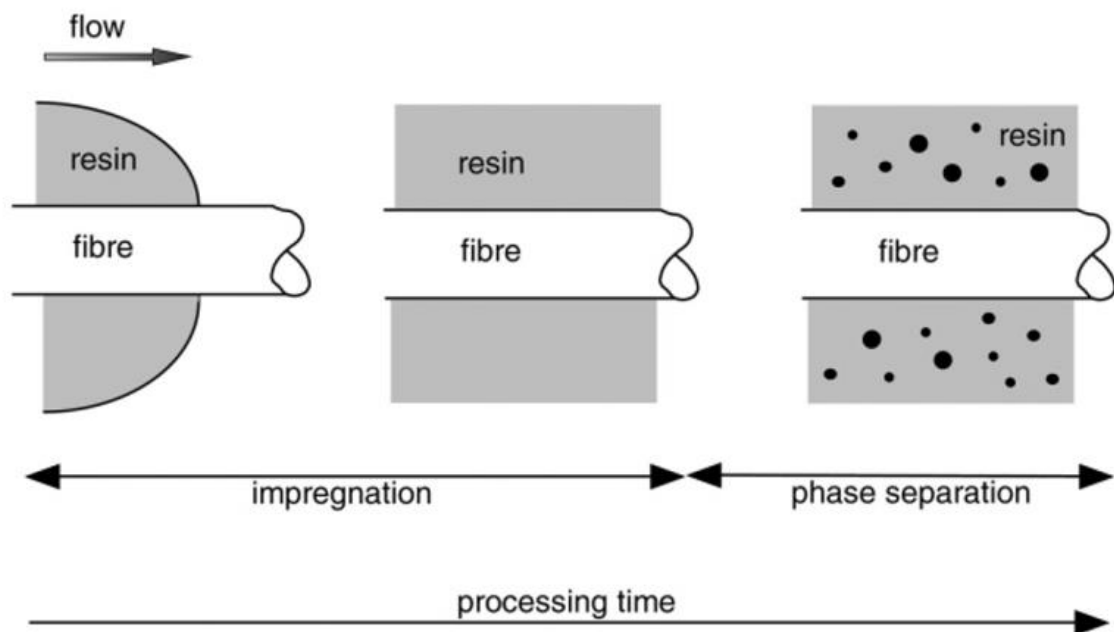 flow
resin
resin
resin
fibre
fibre
fibre
impregnation
phase separation
processing time